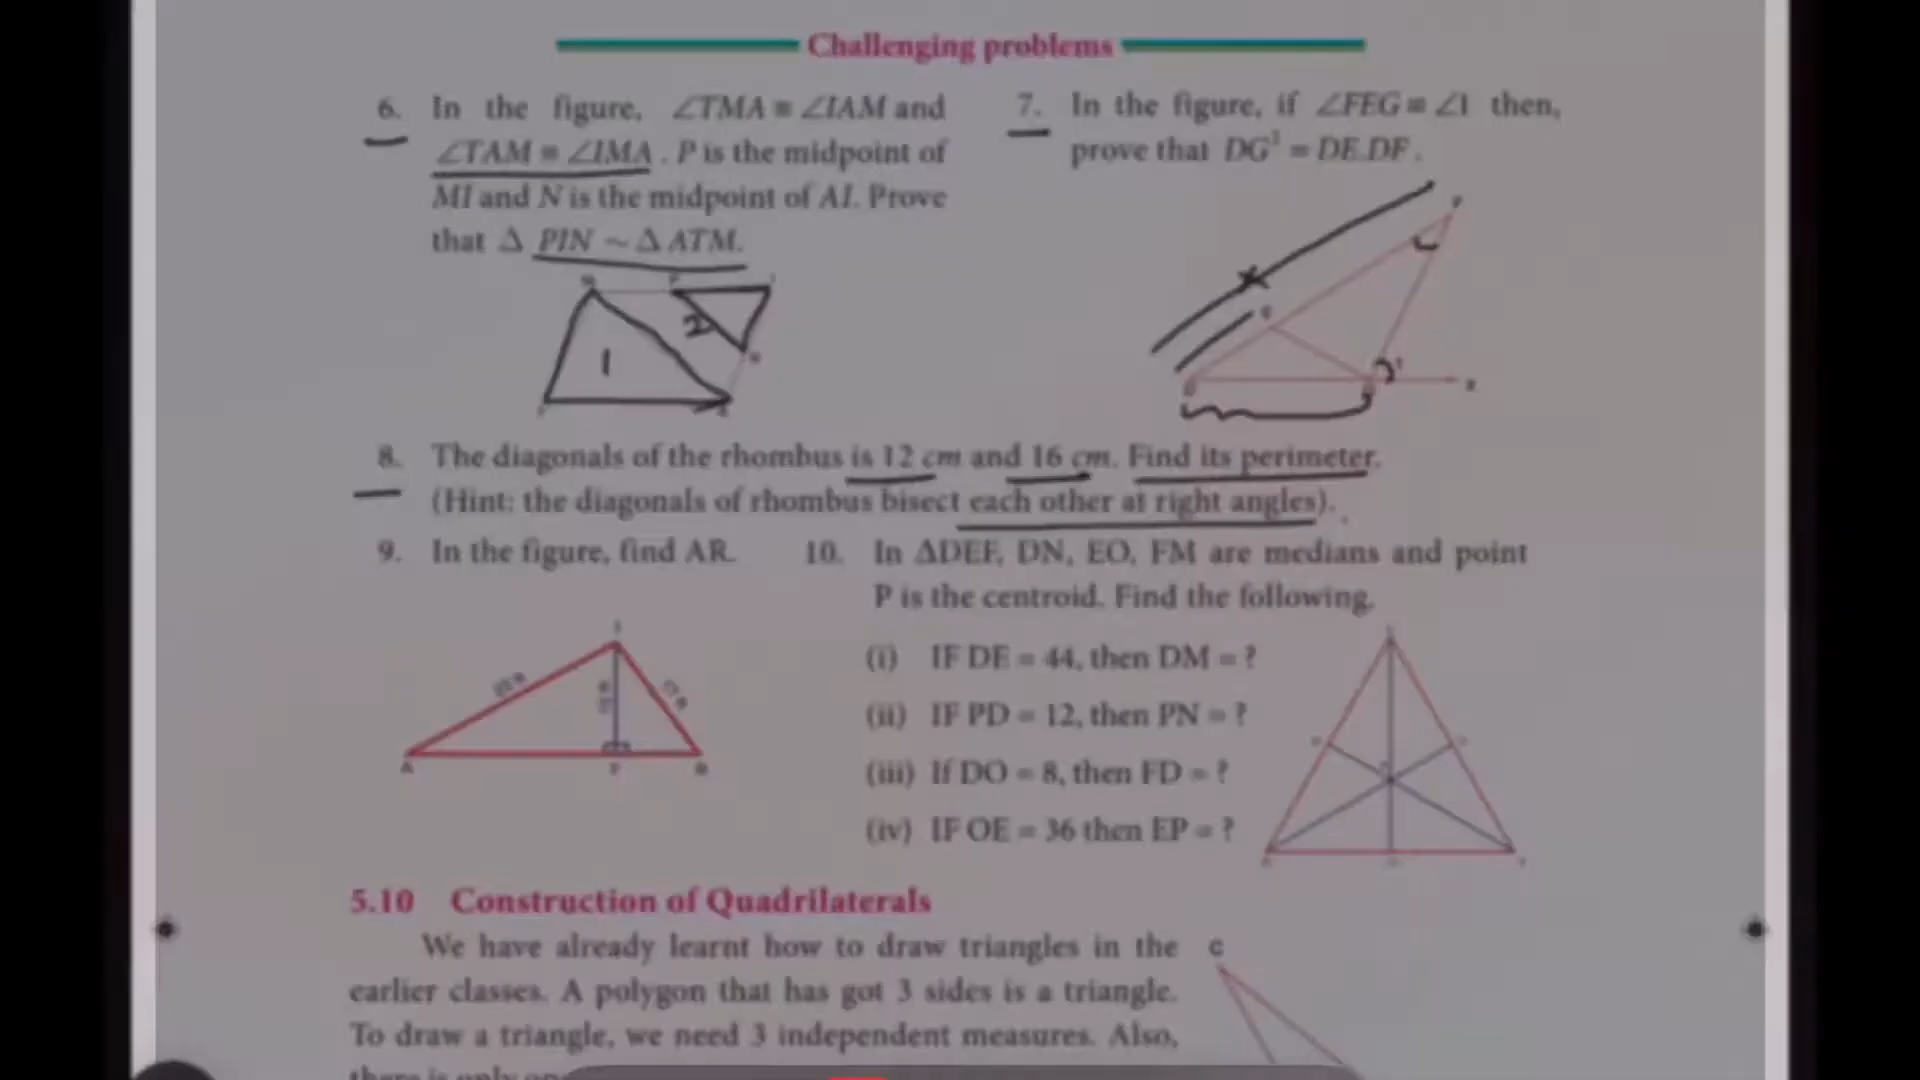 Challenging problems
6. In the figure, ∠TMA ≡ ∠IAM and
∠TAM ≡ ∠IMA . P is the midpoint of
MI and N is the midpoint of AI. Prove
that Δ PIN ~ Δ ATM.
1
2
7. In the figure, if ∠FEG ≡ ∠1 then,
prove that DG² = DE.DF .
8. The diagonals of the rhombus is 12 cm and 16 cm. Find its perimeter.
(Hint: the diagonals of rhombus bisect each other at right angles).
9. In the figure, find AR.
A
10. In ΔDEF, DN, EO, FM are medians and point
P is the centroid. Find the following.
(i) IF DE = 44, then DM = ?
(ii) IF PD = 12, then PN = ?
(iii) If DO = 8, then FD = ?
(iv) IF OE = 36 then EP = ?
5.10 Construction of Quadrilaterals
We have already learnt how to draw triangles in the
earlier classes. A polygon that has got 3 sides is a triangle.
To draw a triangle, we need 3 independent measures. Also,
there is only one
C